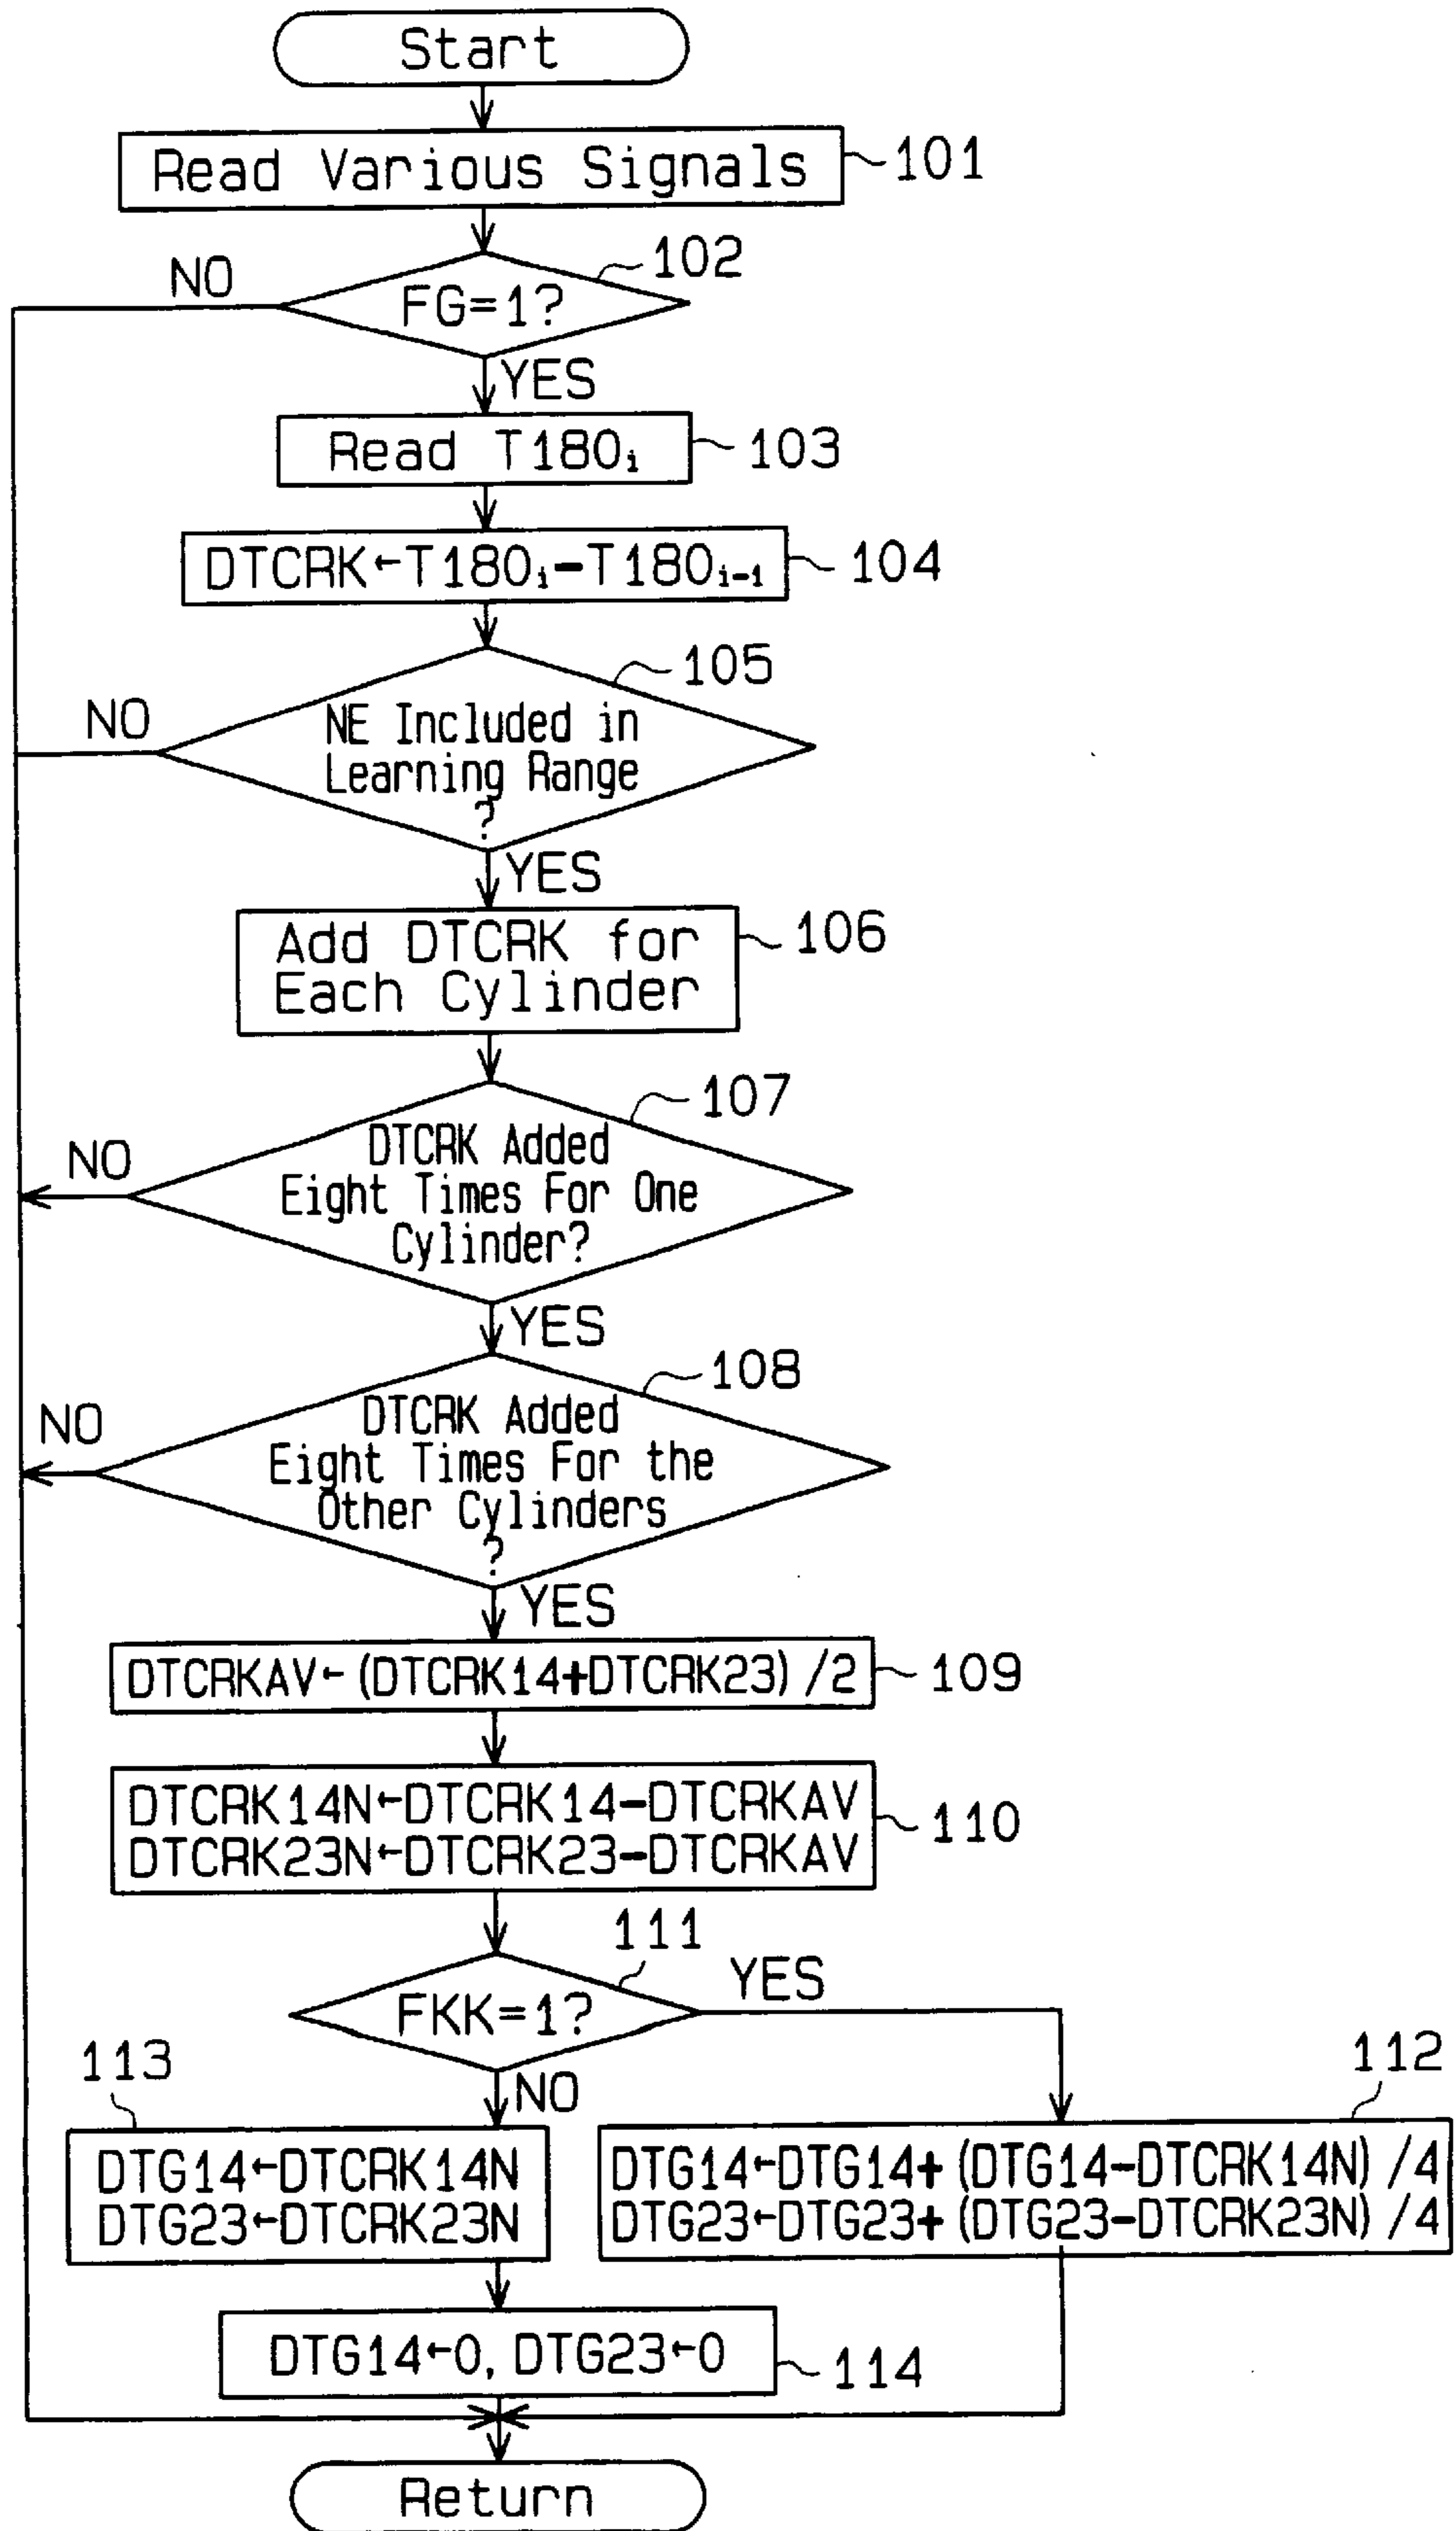 Start
Read Various Signals
101
102
NO
FG=1?
YES
Read T180i
103
DTCRK←T180i−T180i-1
104
105
NO
NE Included in
Learning Range
?
YES
Add DTCRK for
Each Cylinder
106
107
NO
DTCRK Added
Eight Times For One
Cylinder?
YES
108
NO
DTCRK Added
Eight Times For the
Other Cylinders
?
YES
DTCRKAV←(DTCRK14+DTCRK23)/2
109
DTCRK14N←DTCRK14−DTCRKAV
DTCRK23N←DTCRK23−DTCRKAV
110
111
YES
FKK=1?
NO
113
112
DTG14←DTCRK14N
DTG23←DTCRK23N
DTG14←DTG14+(DTG14−DTCRK14N)/4
DTG23←DTG23+(DTG23−DTCRK23N)/4
DTG14←0, DTG23←0
114
Return